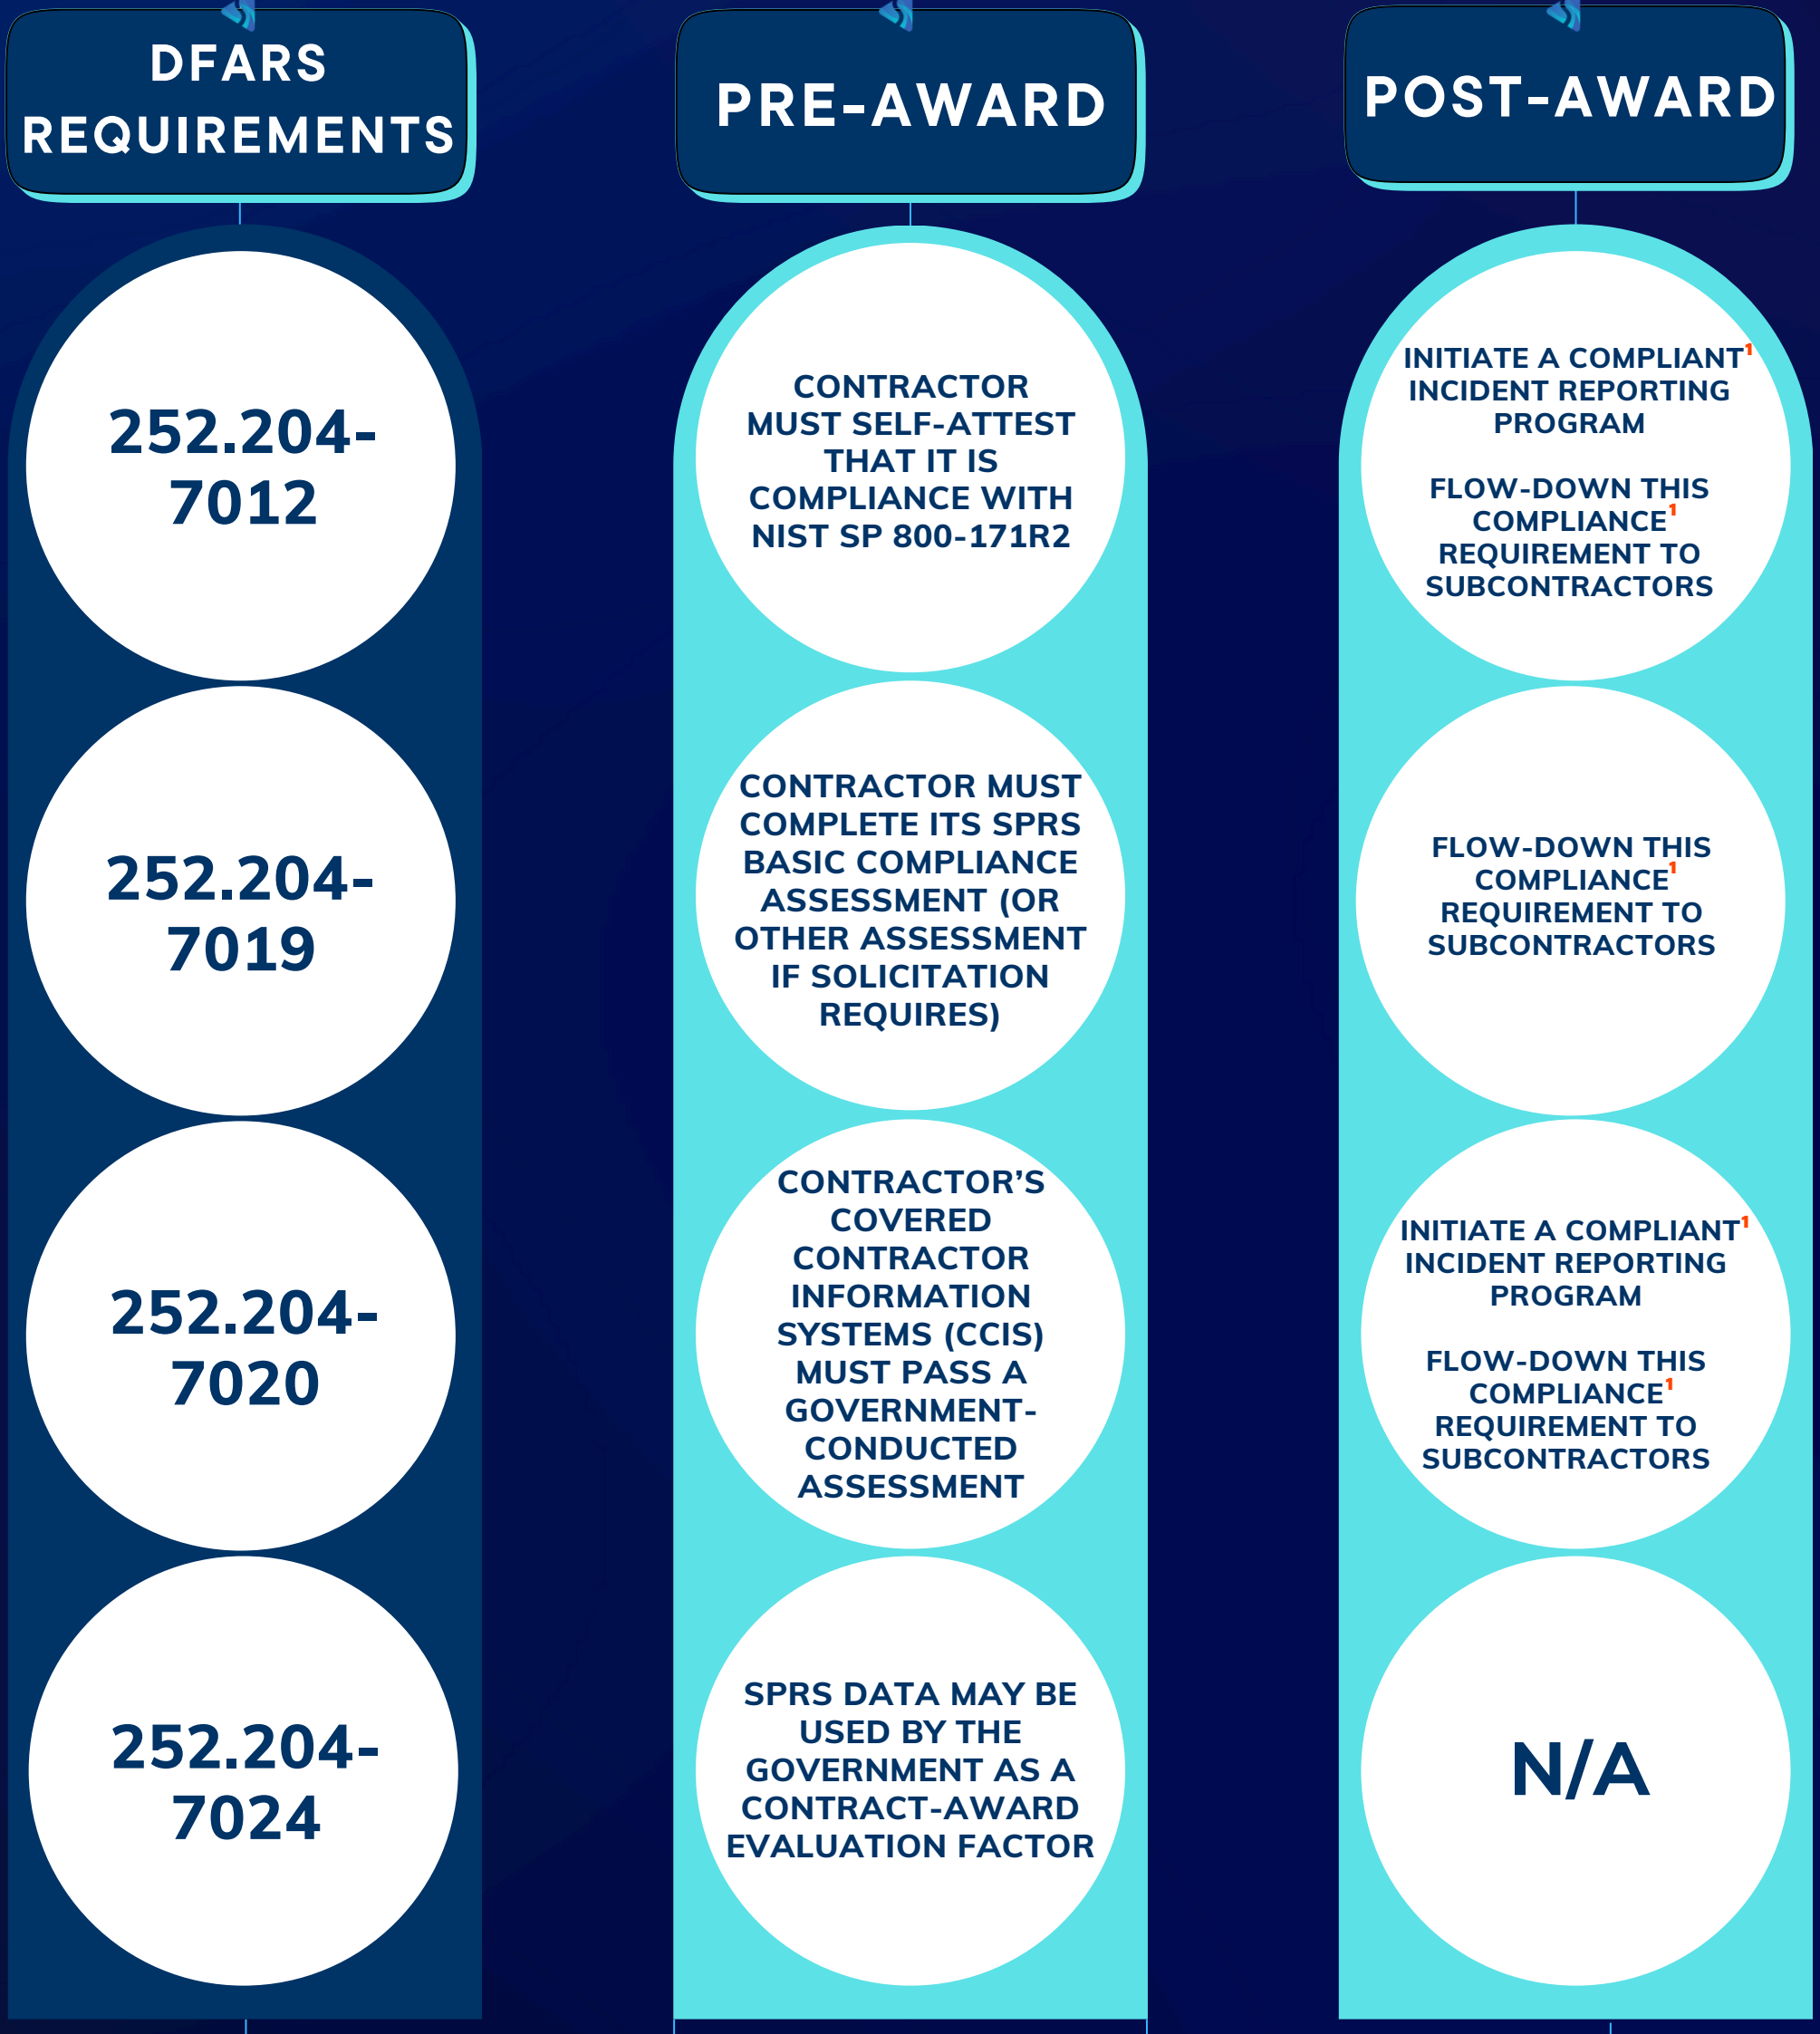 DFARS
REQUIREMENTS
PRE-AWARD
POST-AWARD
252.204-
7012
CONTRACTOR
MUST SELF-ATTEST
THAT IT IS
COMPLIANCE WITH
NIST SP 800-171R2
INITIATE A COMPLIANT¹
INCIDENT REPORTING
PROGRAM
FLOW-DOWN THIS
COMPLIANCE¹
REQUIREMENT TO
SUBCONTRACTORS
252.204-
7019
CONTRACTOR MUST
COMPLETE ITS SPRS
BASIC COMPLIANCE
ASSESSMENT (OR
OTHER ASSESSMENT
IF SOLICITATION
REQUIRES)
FLOW-DOWN THIS
COMPLIANCE¹
REQUIREMENT TO
SUBCONTRACTORS
252.204-
7020
CONTRACTOR’S
COVERED
CONTRACTOR
INFORMATION
SYSTEMS (CCIS)
MUST PASS A
GOVERNMENT-
CONDUCTED
ASSESSMENT
INITIATE A COMPLIANT¹
INCIDENT REPORTING
PROGRAM
FLOW-DOWN THIS
COMPLIANCE¹
REQUIREMENT TO
SUBCONTRACTORS
252.204-
7024
SPRS DATA MAY BE
USED BY THE
GOVERNMENT AS A
CONTRACT-AWARD
EVALUATION FACTOR
N/A